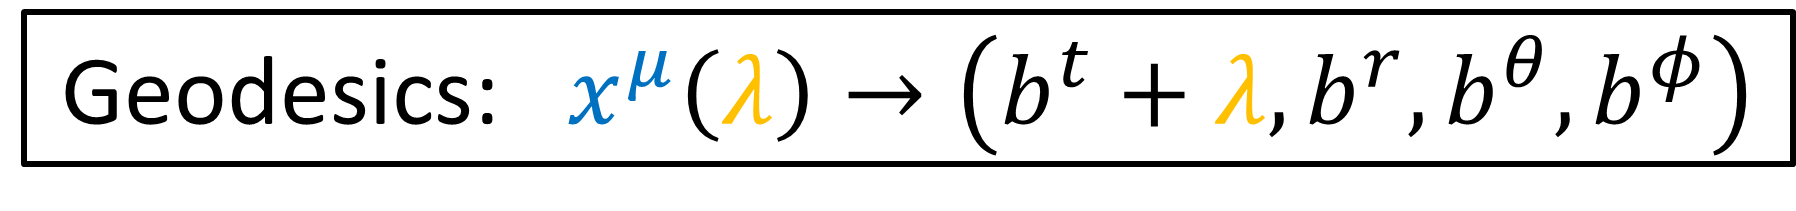 Geodesics: x^μ(λ) → (b^t + λ, b^r, b^θ, b^ϕ)